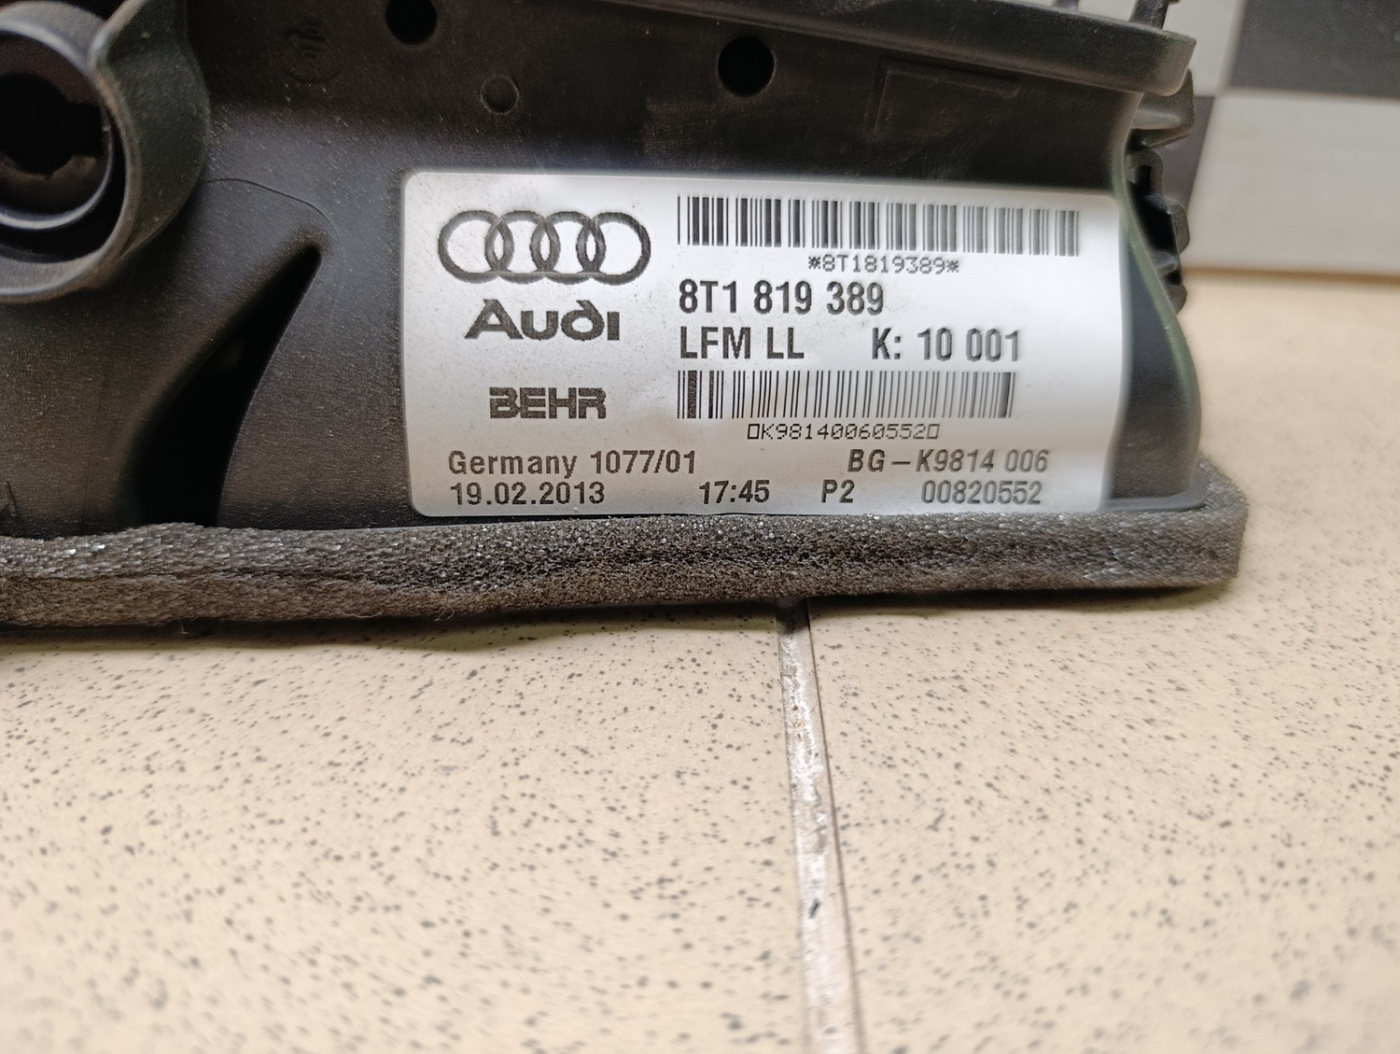 *8T1819389*
Audi
8T1 819 389
LFM LL K: 10 001
BEHR
K98140060552
Germany 1077/01 BG-K9814 006
19.02.2013 17:45 P2 00820552